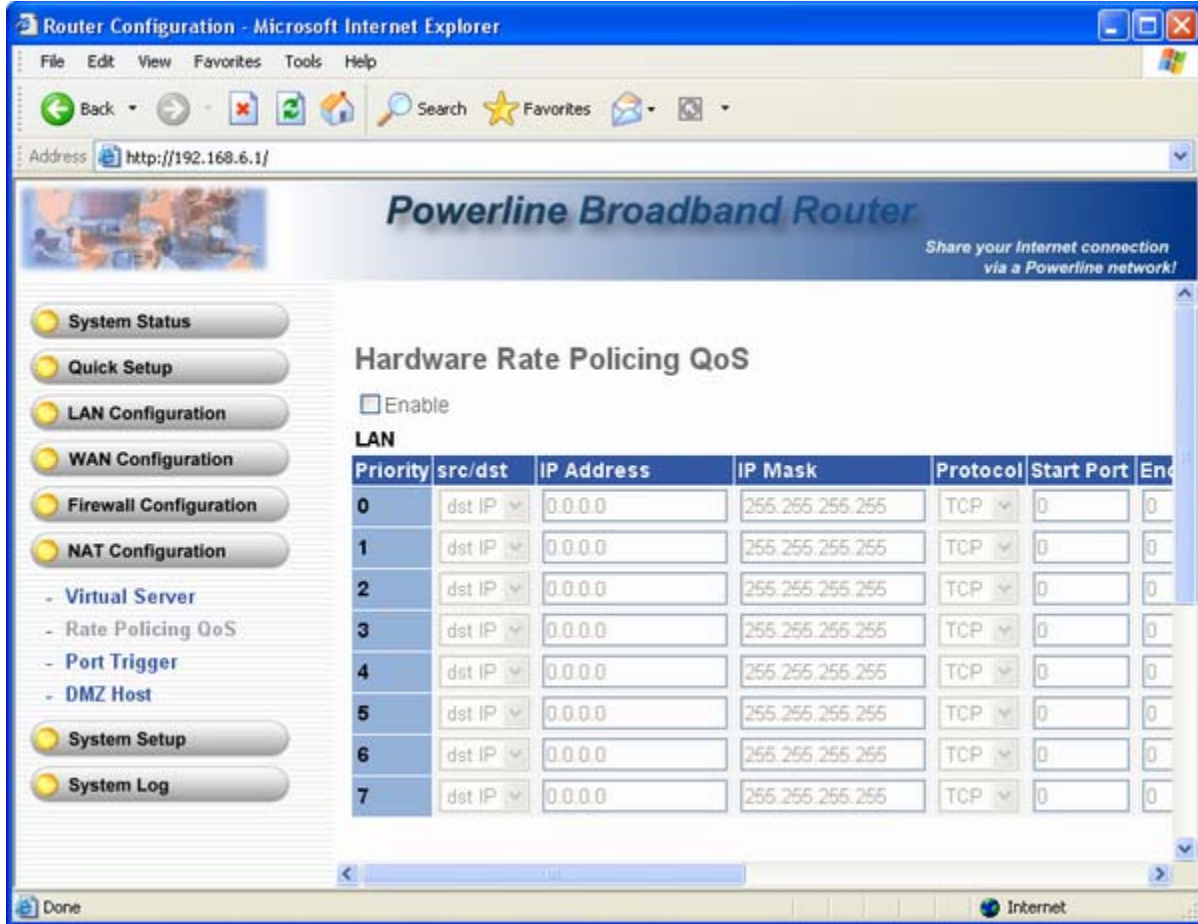 Router Configuration - Microsoft Internet Explorer
File Edit View Favorites Tools Help
Back Search Favorites
Address http://192.168.6.1/
Powerline Broadband Router
Share your Internet connection
via a Powerline network!
System Status
Quick Setup
LAN Configuration
WAN Configuration
Firewall Configuration
NAT Configuration
- Virtual Server
- Rate Policing QoS
- Port Trigger
- DMZ Host
System Setup
System Log
Hardware Rate Policing QoS
Enable
LAN
Priority src/dst IP Address IP Mask Protocol Start Port
0 dst IP 0.0.0.0 255.255.255.255 TCP 0 0
1 dst IP 0.0.0.0 255.255.255.255 TCP 0 0
2 dst IP 0.0.0.0 255.255.255.255 TCP 0 0
3 dst IP 0.0.0.0 255.255.255.255 TCP 0 0
4 dst IP 0.0.0.0 255.255.255.255 TCP 0 0
5 dst IP 0.0.0.0 255.255.255.255 TCP 0 0
6 dst IP 0.0.0.0 255.255.255.255 TCP 0 0
7 dst IP 0.0.0.0 255.255.255.255 TCP 0 0
Done Internet